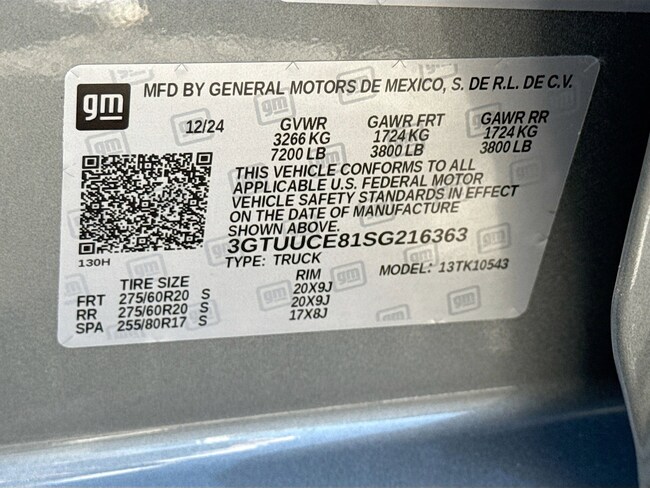 gm
MFD BY GENERAL MOTORS DE MEXICO, S. DE R.L. DE C.V.
12/24 GVWR GAWR FRT GAWR RR
3266 KG 1724 KG 1724 KG
7200 LB 3800 LB 3800 LB
THIS VEHICLE CONFORMS TO ALL
APPLICABLE U.S. FEDERAL MOTOR
VEHICLE SAFETY STANDARDS IN EFFECT
ON THE DATE OF MANUFACTURE
SHOWN ABOVE.
130H 3GTUUCE81SG216363
TYPE: TRUCK MODEL: 13TK10543
TIRE SIZE RIM
FRT 275/60R20 S 20X9J
RR 275/60R20 S 20X9J
SPA 255/80R17 S 17X8J